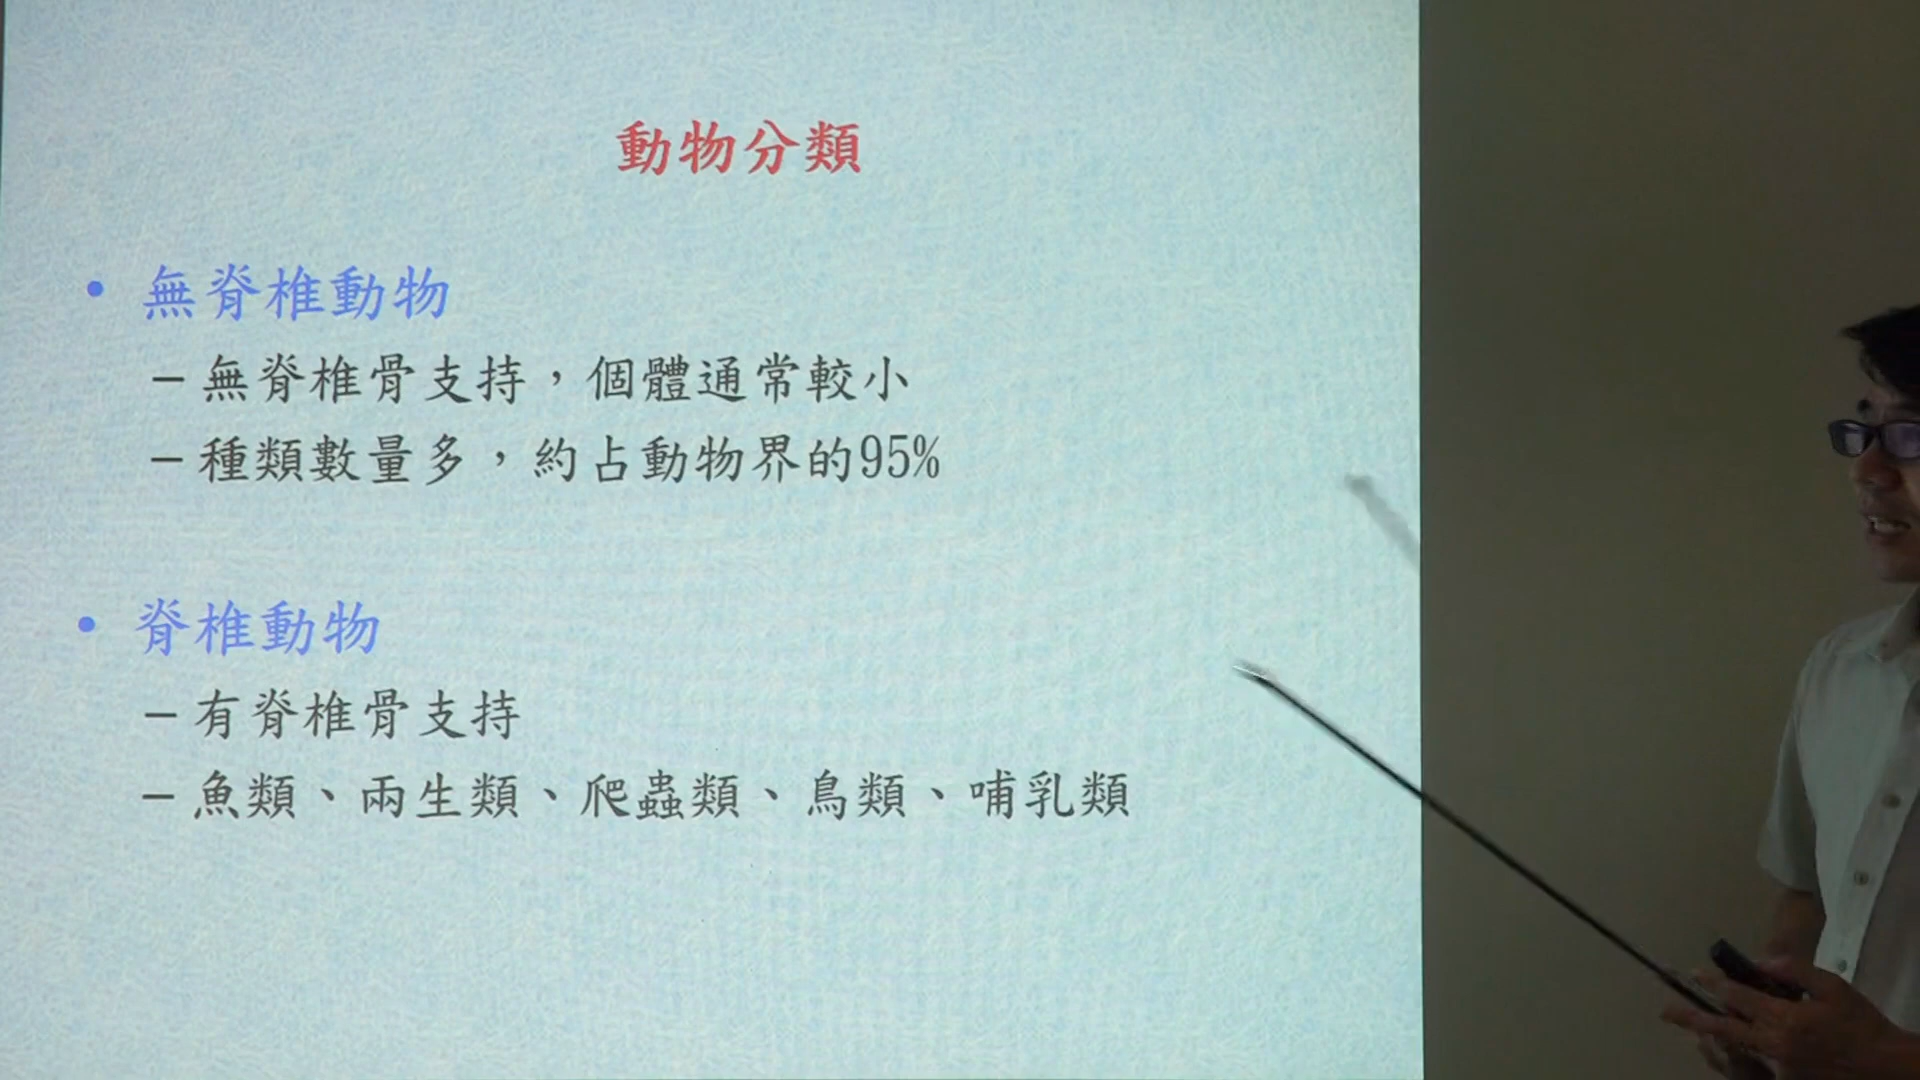 動物分類
• 無脊椎動物
– 無脊椎骨支持，個體通常較小
– 種類數量多，約占動物界的95%
• 脊椎動物
– 有脊椎骨支持
– 魚類、兩生類、爬蟲類、鳥類、哺乳類